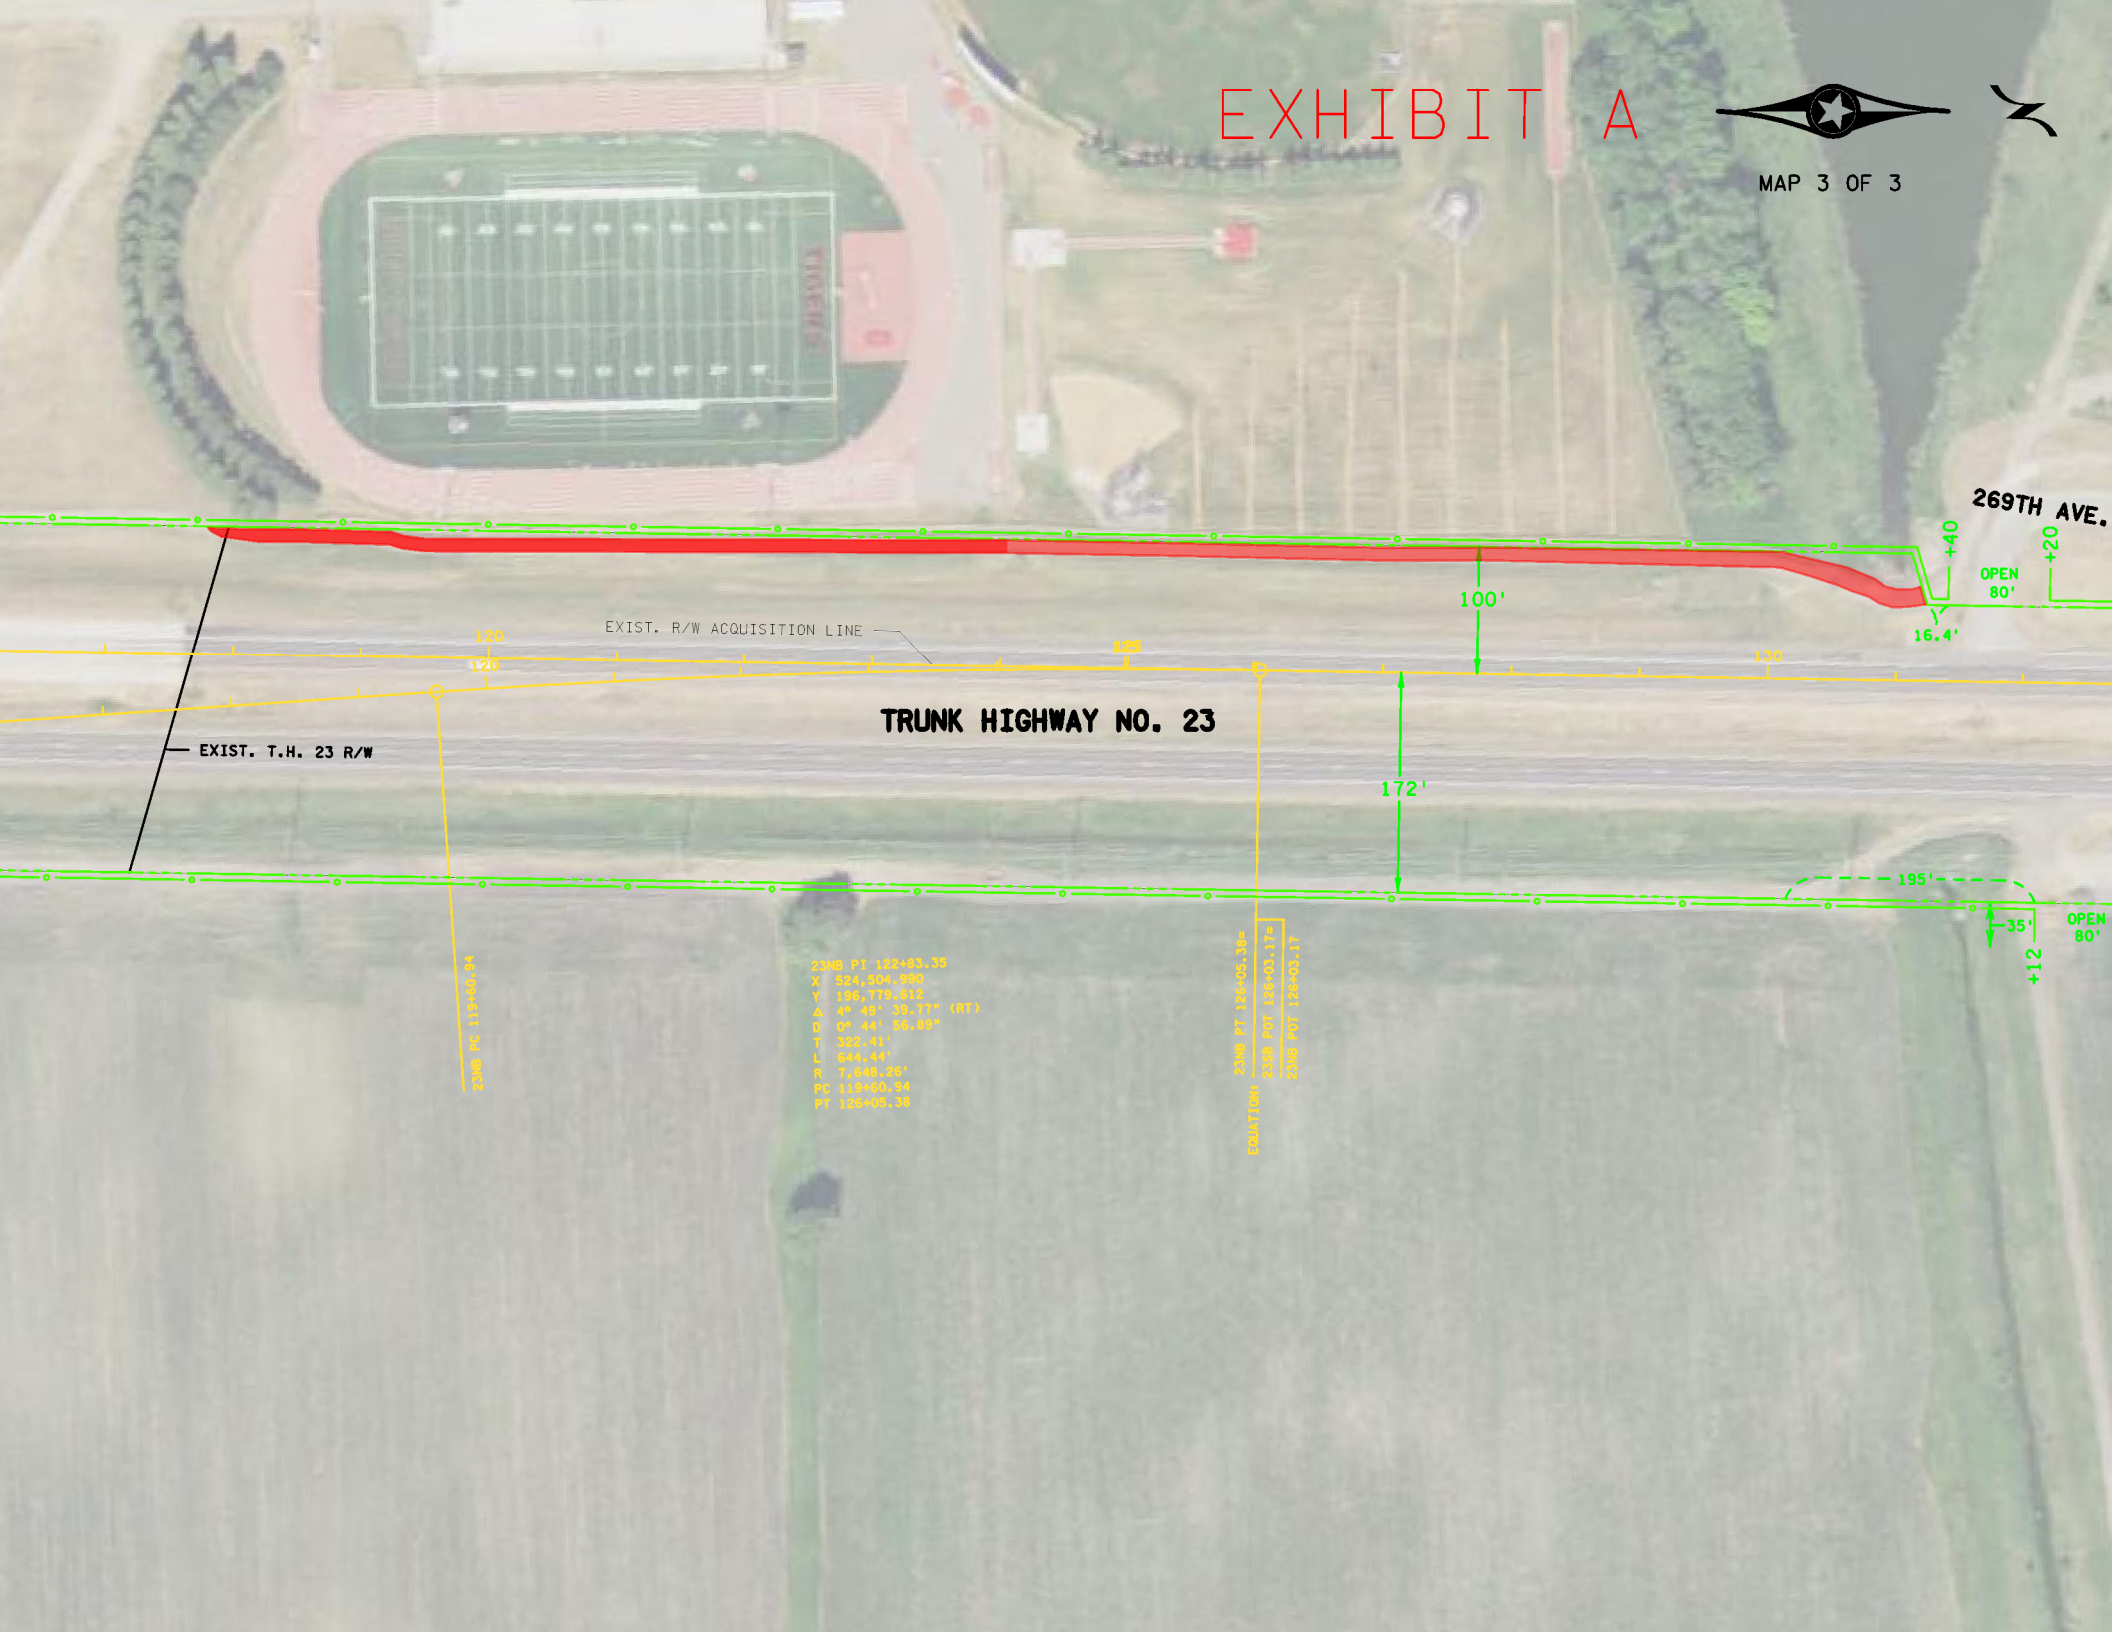 EXHIBIT A
MAP 3 OF 3
TIGERS
269TH AVE.
+40
+20
OPEN
80'
100'
16.4'
EXIST. R/W ACQUISITION LINE
120
120
125
130
TRUNK HIGHWAY NO. 23
EXIST. T.H. 23 R/W
172'
195'
35'
OPEN
80'
+12
23NB PC 119+60.94
23NB PI 122+83.35
X 524,504.990
Y 196,779.612
Δ 4° 49' 39.77" (RT)
D 0° 44' 56.89"
T 322.41'
L 644.44'
R 7,648.26'
PC 119+60.94
PT 126+05.38
EQUATION: 23NB PT 126+05.38=
23SB POT 126+03.17=
23NB POT 126+03.17